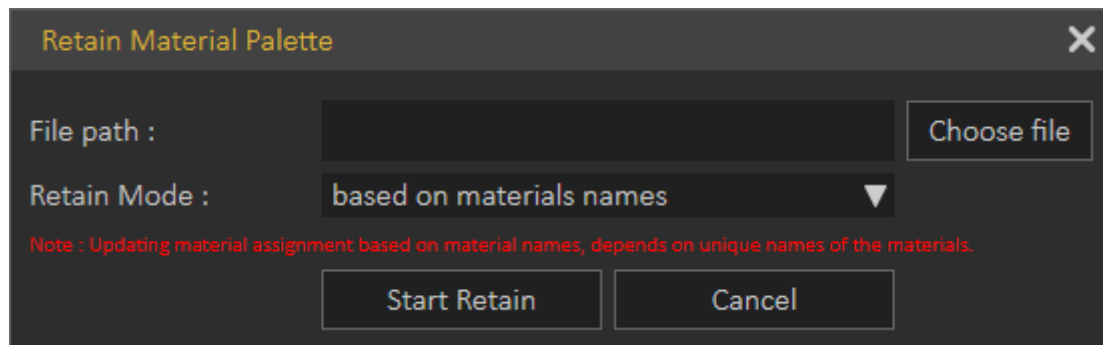 Retain Material Palette
File path :
Choose file
Retain Mode :
based on materials names
Note : Updating material assignment based on material names, depends on unique names of the materials.
Start Retain
Cancel